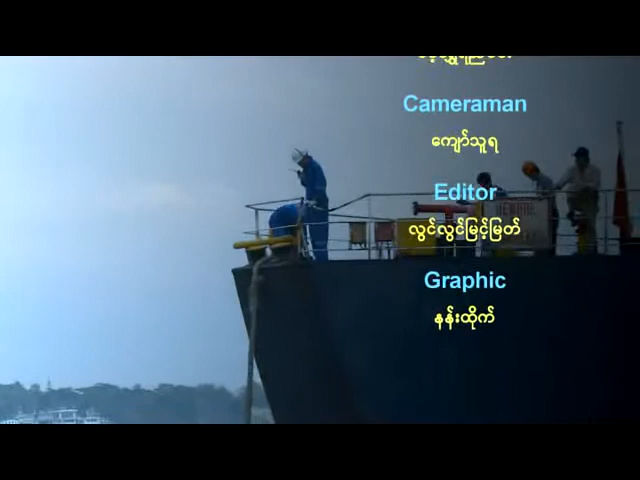 Cameraman
ကျော်သူရ
Editor
လွင်လွင်မြင့်မြတ်
Graphic
နန်းထိုက်